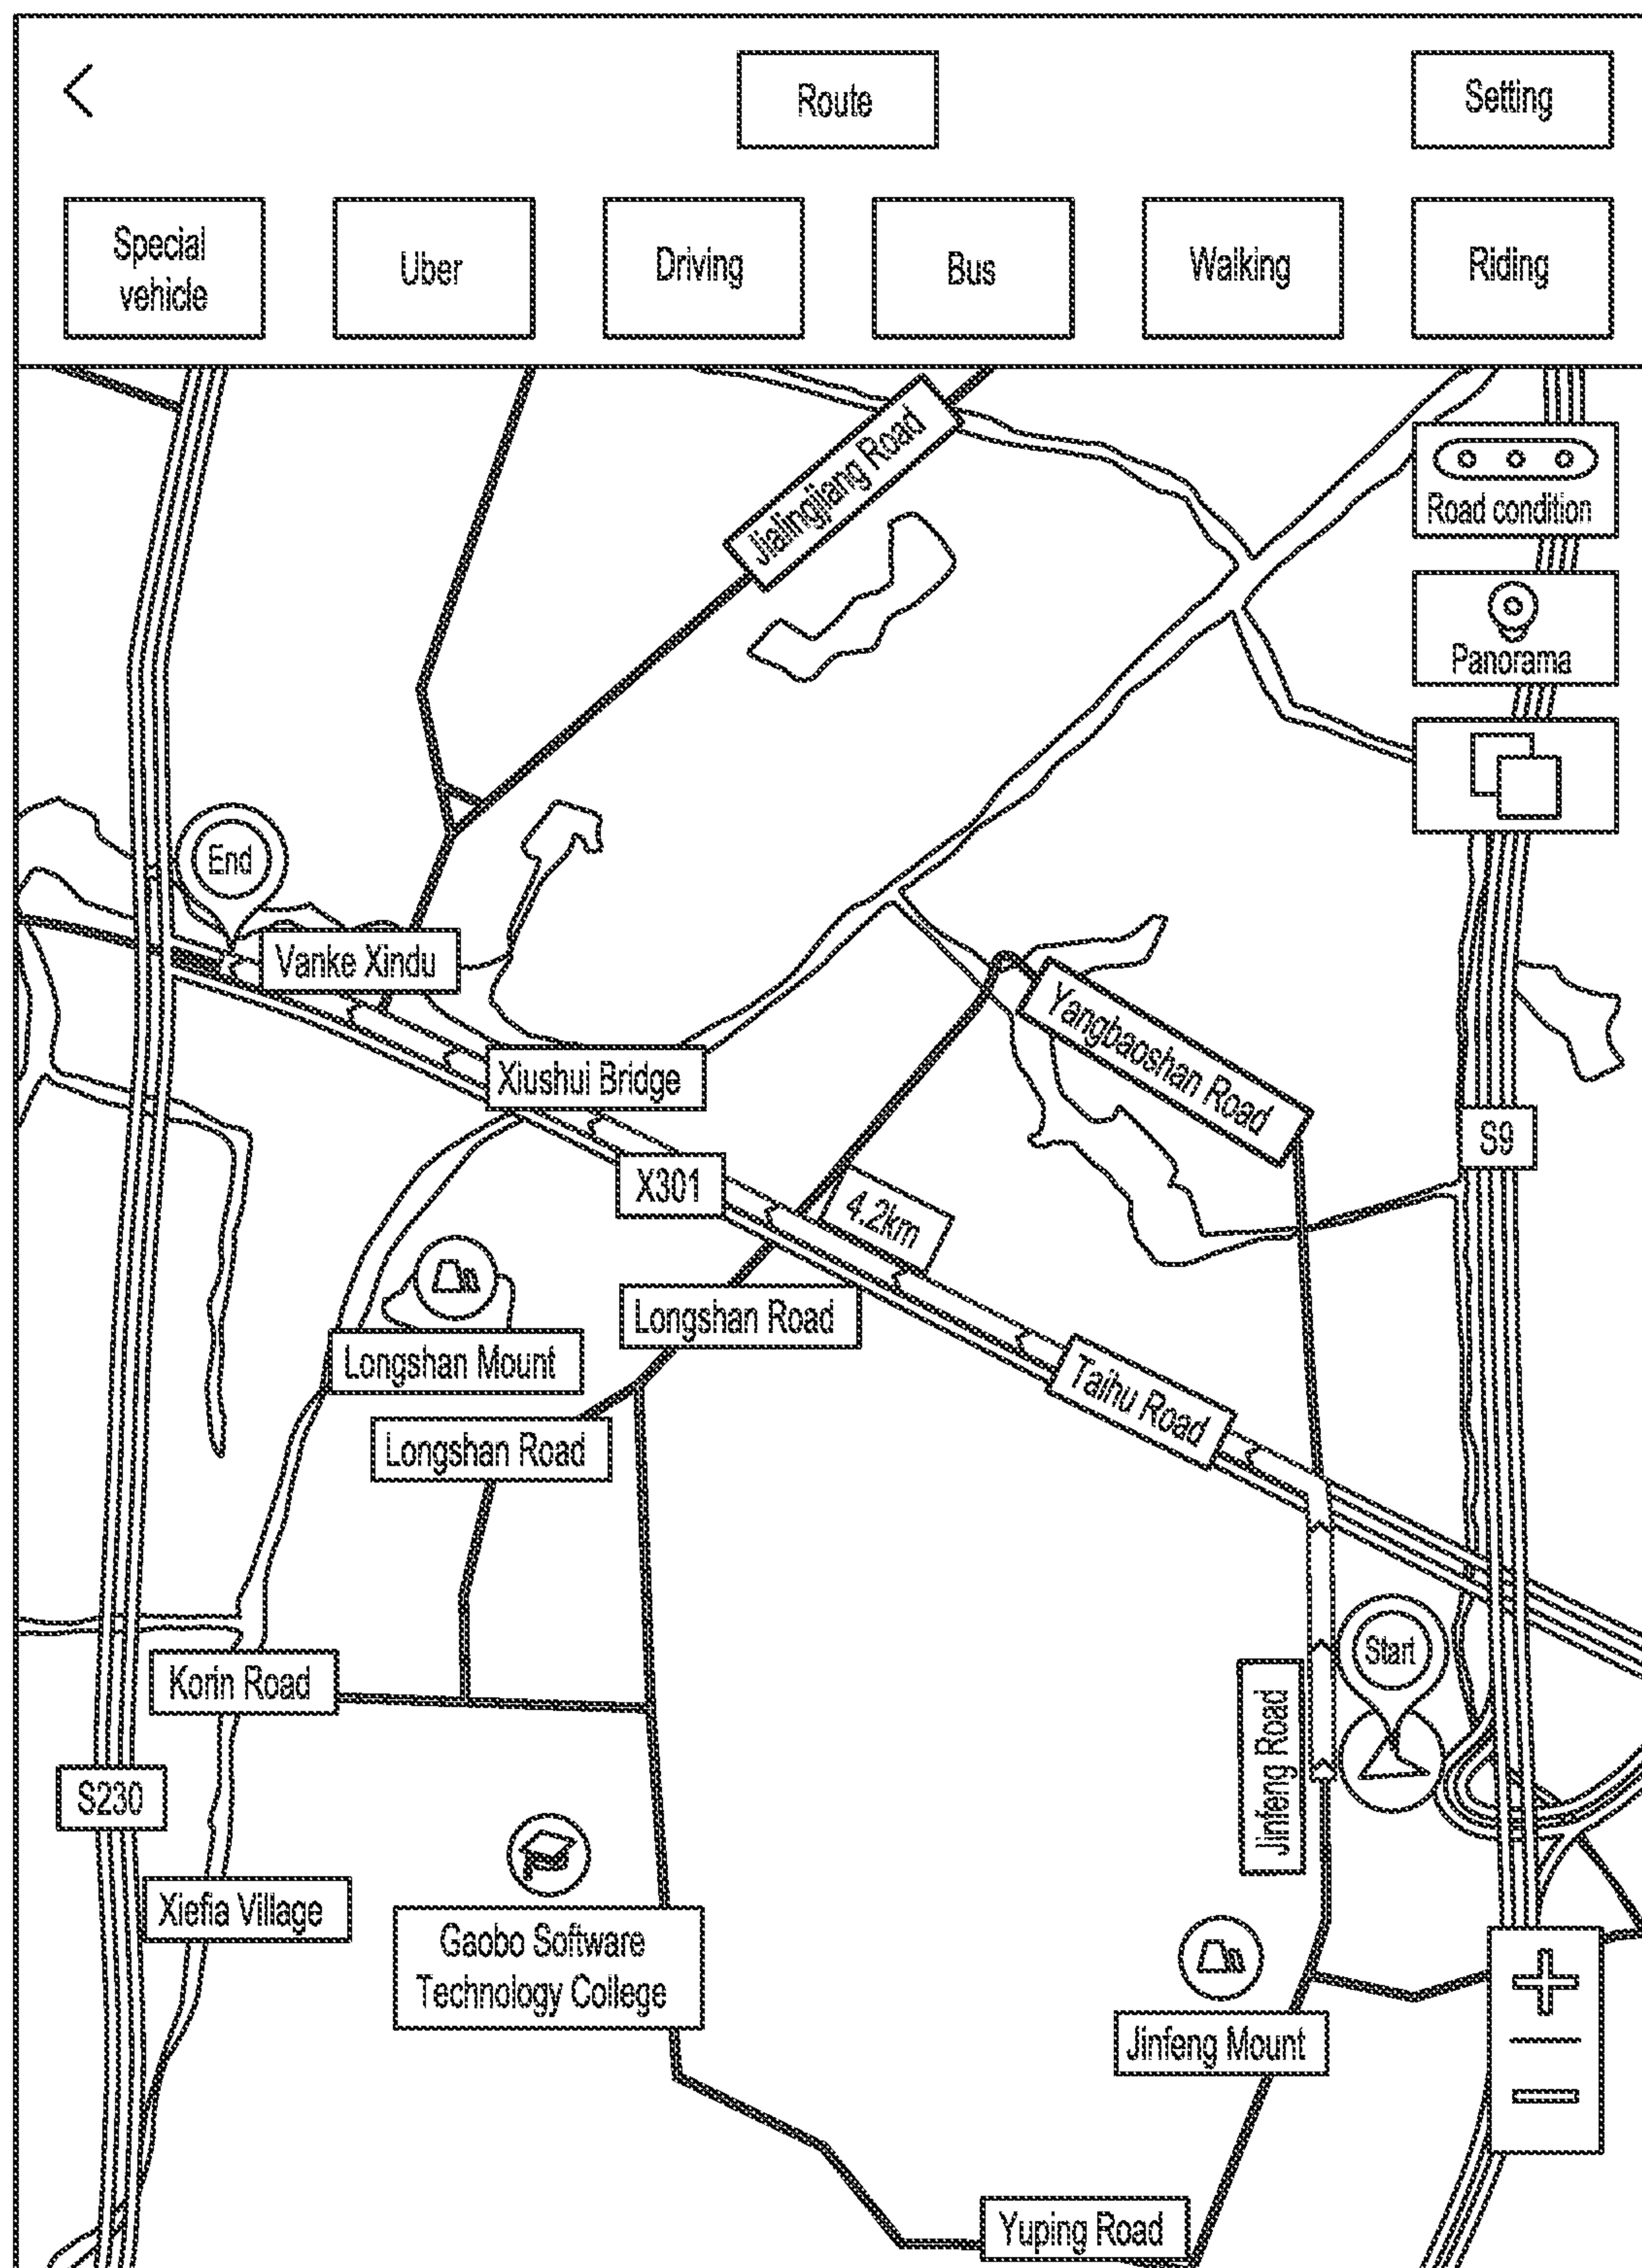 Route
Setting
Special
vehicle
Uber
Driving
Bus
Walking
Riding
Jialingjiang Road
Road condition
Panorama
End
Vanke Xindu
Xiushui Bridge
Yangbaoshan Road
S9
X301
4.2km
Longshan Road
Longshan Mount
Taihu Road
Longshan Road
Start
Korin Road
Jinfeng Road
S230
Xiefia Village
Gaobo Software
Technology College
Jinfeng Mount
Yuping Road